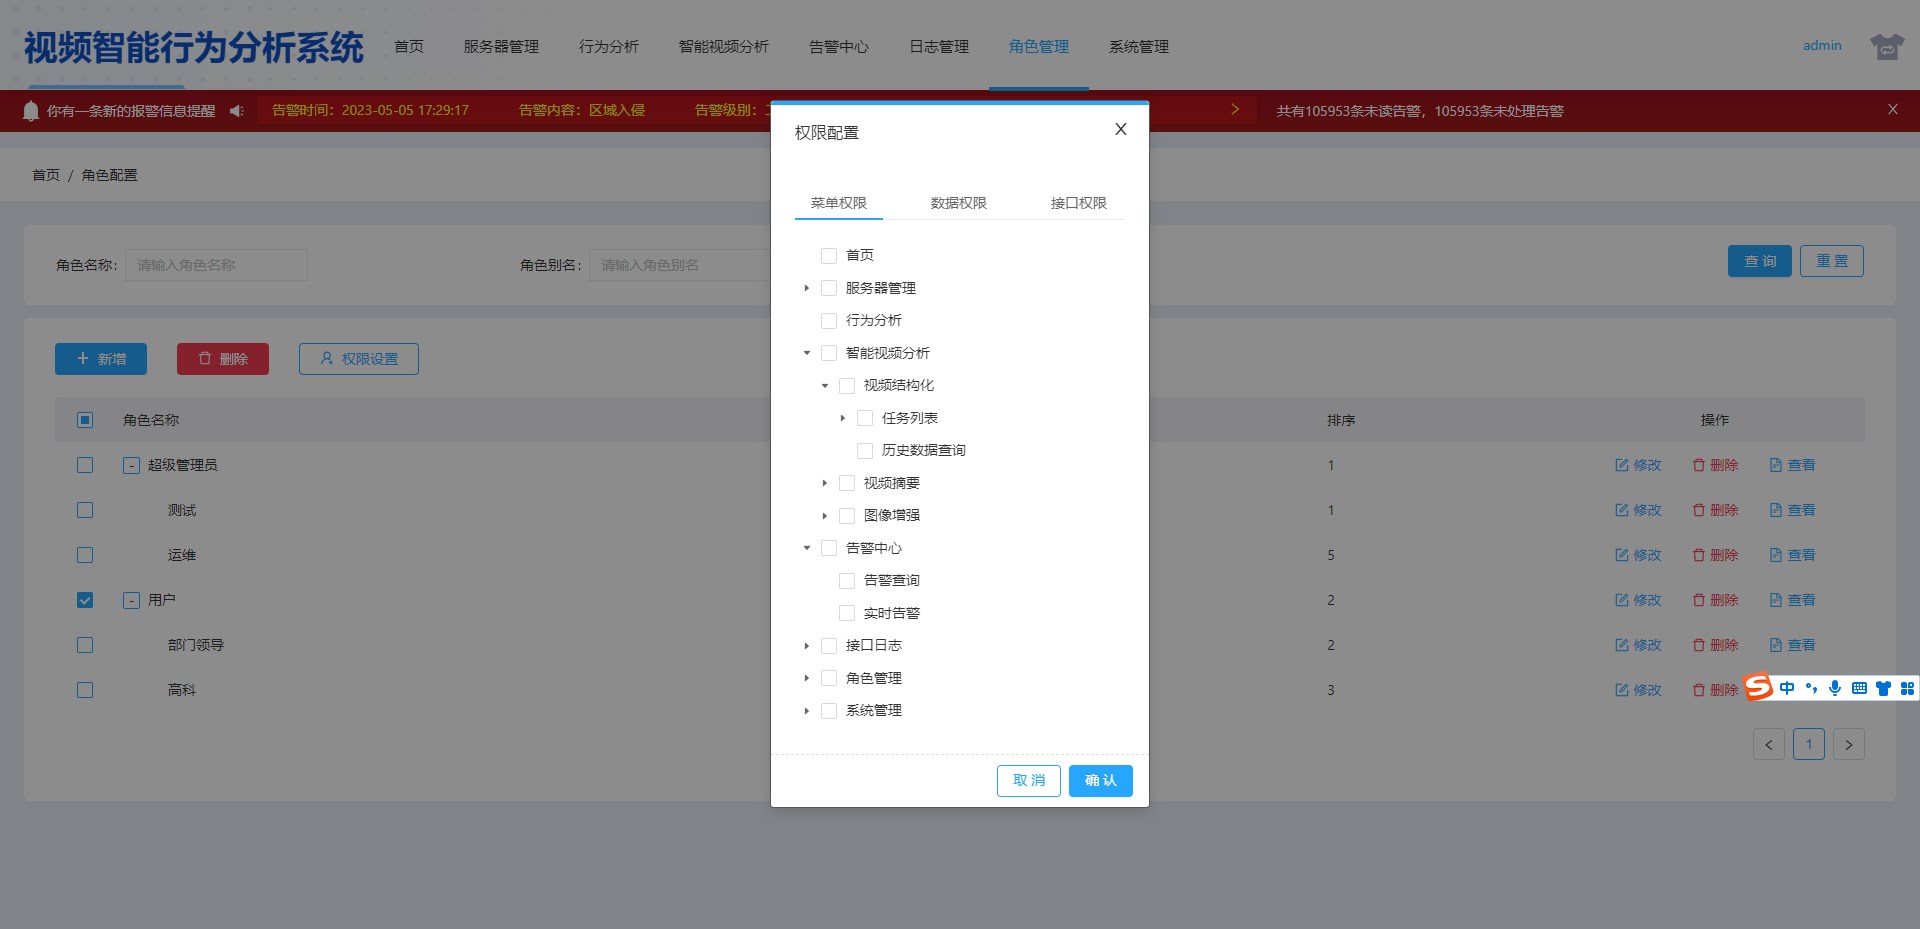 视频智能行为分析系统 首页 服务器管理 行为分析 智能视频分析 告警中心 日志管理 角色管理 系统管理 admin
你有一条新的报警信息提醒 告警时间：2023-05-05 17:29:17 告警内容：区域入侵 告警级别： 共有105953条未读告警，105953条未处理告警 X
首页 / 角色配置
角色名称： 请输入角色名称 角色别名： 请输入角色别名 查询 重置
+ 新增 删除 权限设置
角色名称 排序 操作
- 超级管理员 1 修改 删除 查看
测试 1 修改 删除 查看
运维 5 修改 删除 查看
- 用户 2 修改 删除 查看
部门领导 2 修改 删除 查看
高科 3 修改 删除
< 1 >
权限配置 X
菜单权限 数据权限 接口权限
首页
服务器管理
行为分析
智能视频分析
视频结构化
任务列表
历史数据查询
视频摘要
图像增强
告警中心
告警查询
实时告警
接口日志
角色管理
系统管理
取消 确认
S 中